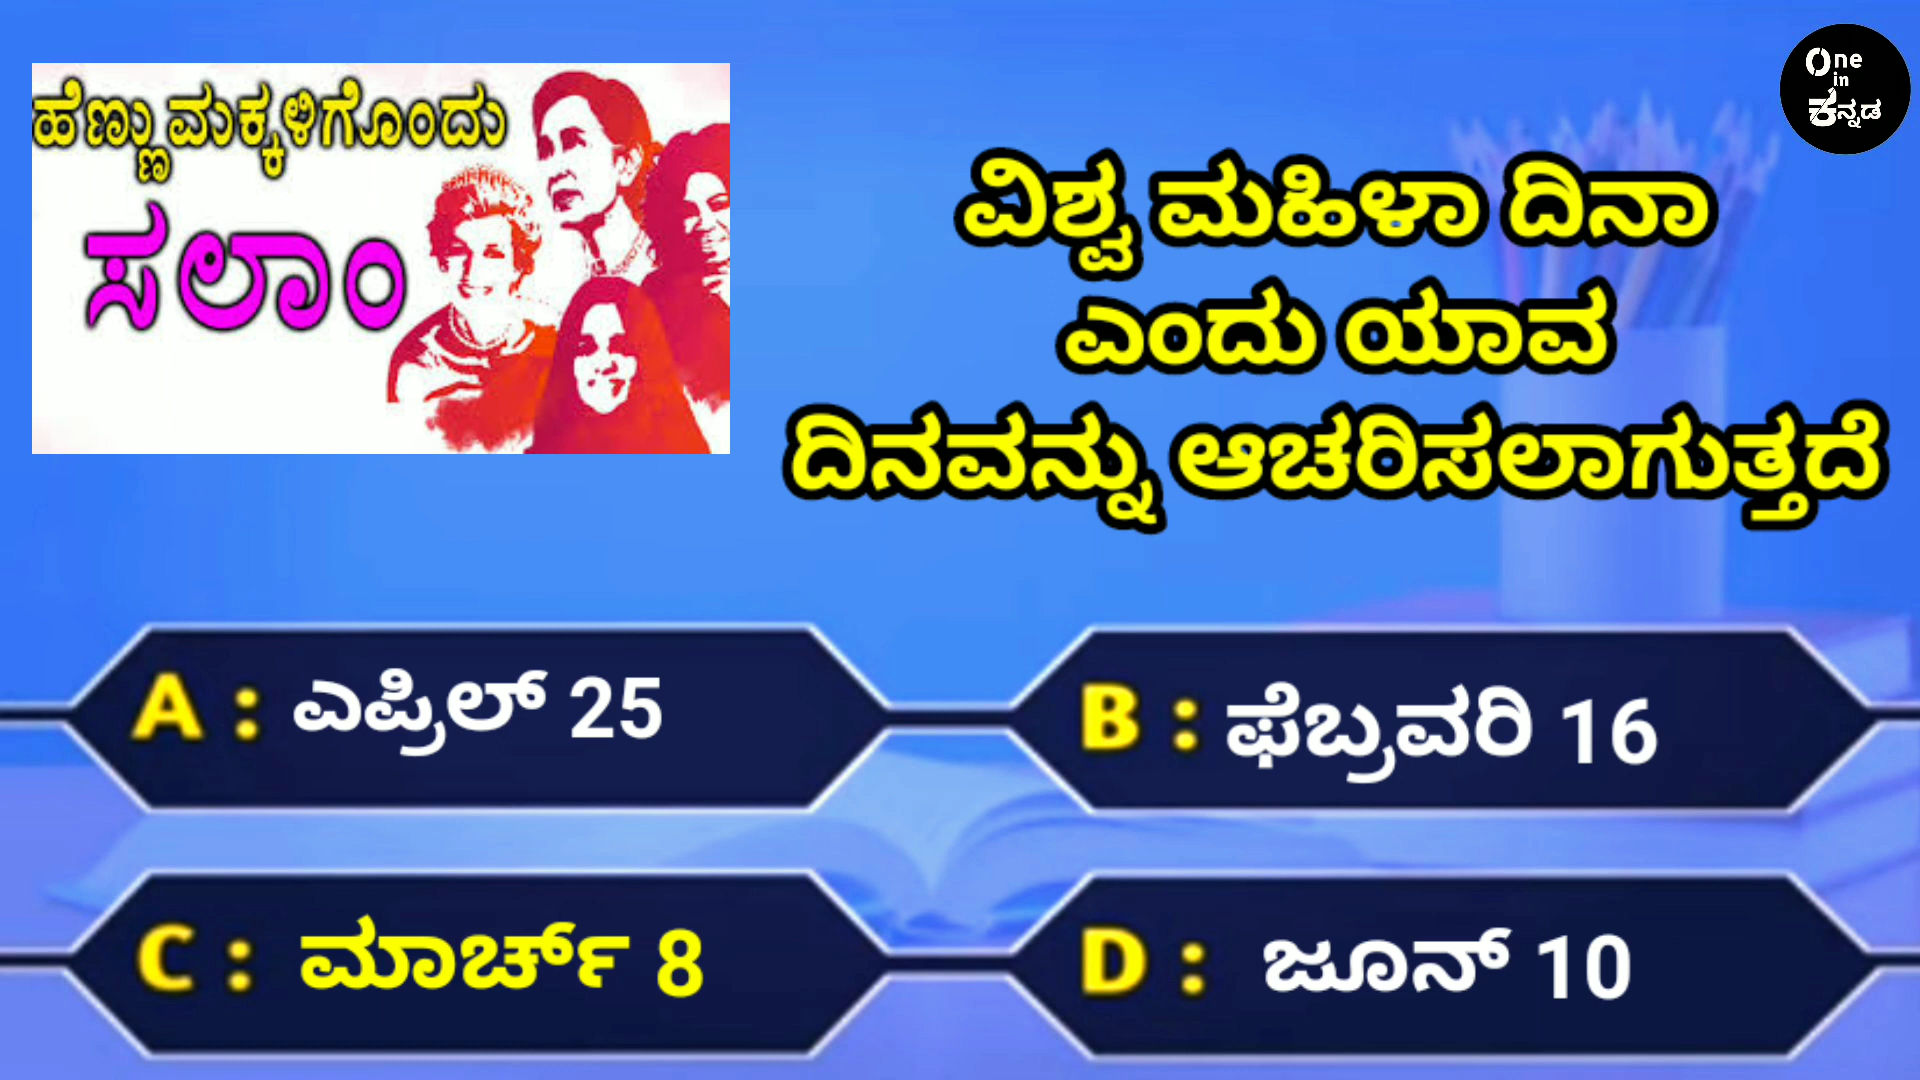 One
in
ಕನ್ನಡ
ಹೆಣ್ಣು ಮಕ್ಕಳಿಗೊಂದು
ಸಲಾಂ
ವಿಶ್ವ ಮಹಿಳಾ ದಿನಾ
ಎಂದು ಯಾವ
ದಿನವನ್ನು ಆಚರಿಸಲಾಗುತ್ತದೆ
A : ಎಪ್ರಿಲ್ 25
B : ಫೆಬ್ರವರಿ 16
C : ಮಾರ್ಚ್ 8
D : ಜೂನ್ 10